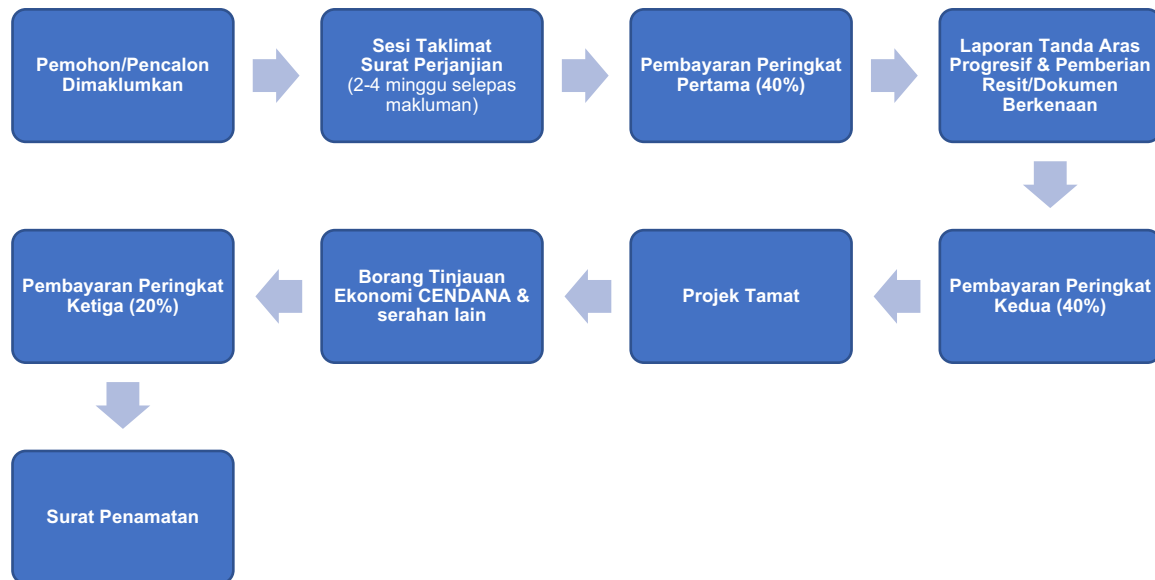 Pemohon/Pencalon
Dimaklumkan
Sesi Taklimat
Surat Perjanjian
(2-4 minggu selepas
makluman)
Pembayaran Peringkat
Pertama (40%)
Laporan Tanda Aras
Progresif & Pemberian
Resit/Dokumen
Berkenaan
Pembayaran Peringkat
Kedua (40%)
Projek Tamat
Borang Tinjauan
Ekonomi CENDANA &
serahan lain
Pembayaran Peringkat
Ketiga (20%)
Surat Penamatan